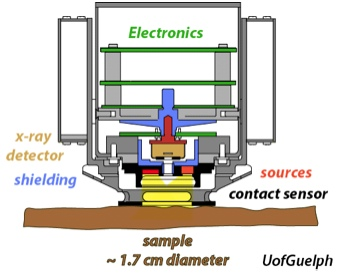 Electronics
x-ray
detector
shielding
sources
contact sensor
sample
~ 1.7 cm diameter
UofGuelph